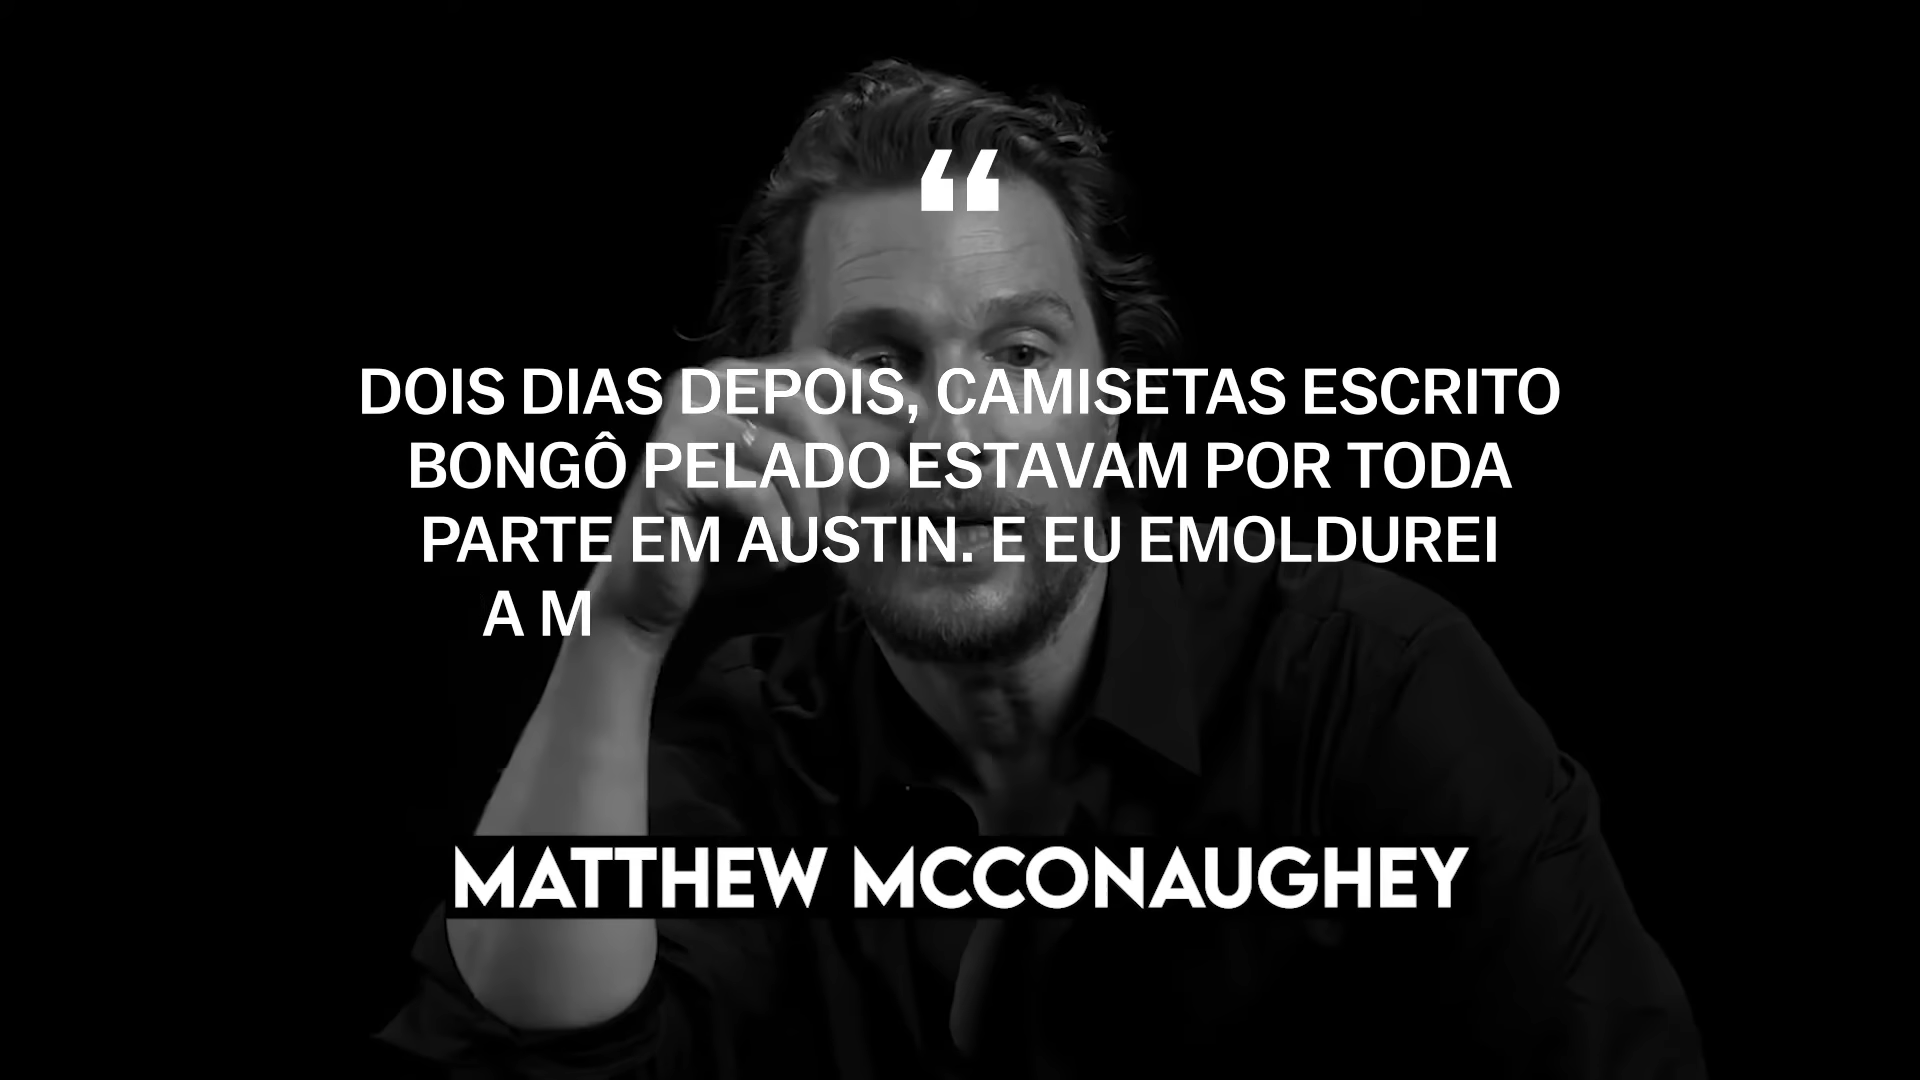 “
DOIS DIAS DEPOIS, CAMISETAS ESCRITO
BONGÔ PELADO ESTAVAM POR TODA
PARTE EM AUSTIN. E EU EMOLDUREI
A M
MATTHEW MCCONAUGHEY